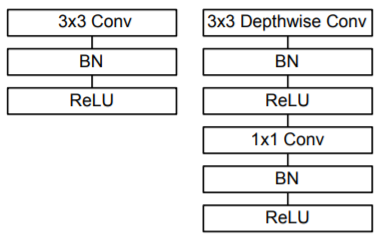 3x3 Conv
BN
ReLU
3x3 Depthwise Conv
BN
ReLU
1x1 Conv
BN
ReLU